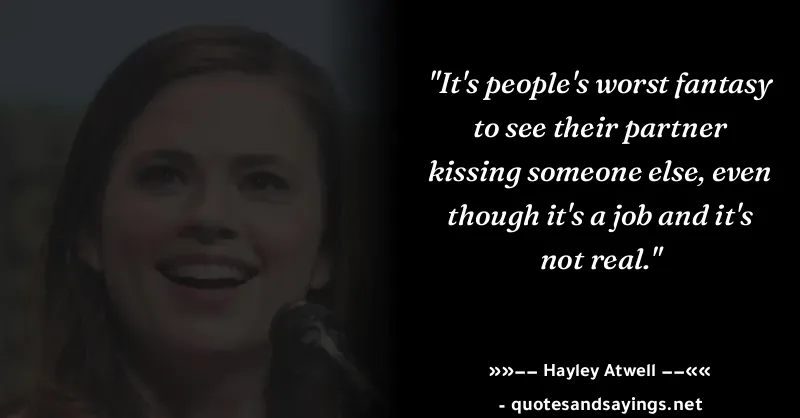 "It's people's worst fantasy
to see their partner
kissing someone else, even
though it's a job and it's
not real."
»»−− Hayley Atwell −−««
- quotesandsayings.net